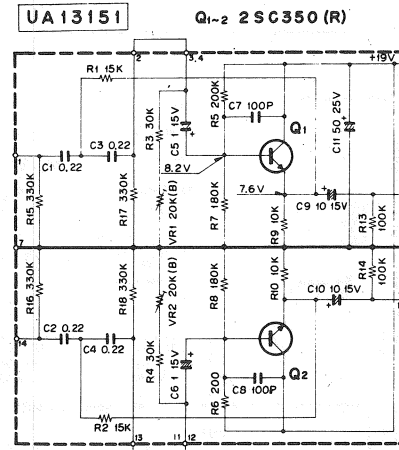 UA13151
Q1~2 2SC350(R)
+19V
2
3,4
R1 15K
R3 30K
C5 1 15V
R5 200K
C7 100P
Q1
C11 50 25V
1
C1 0.22
C3 0.22
8.2V
7.6V
R15 330K
R17 330K
VR1 20K(B)
R7 180K
R9 10K
C9 10 15V
R13 100K
7
R16 330K
R18 330K
VR2 20K(B)
R8 180K
R10 10K
C10 10 15V
R14 100K
14
C2 0.22
C4 0.22
R4 30K
C6 1 15V
R6 200
C8 100P
Q2
R2 15K
13
11
12